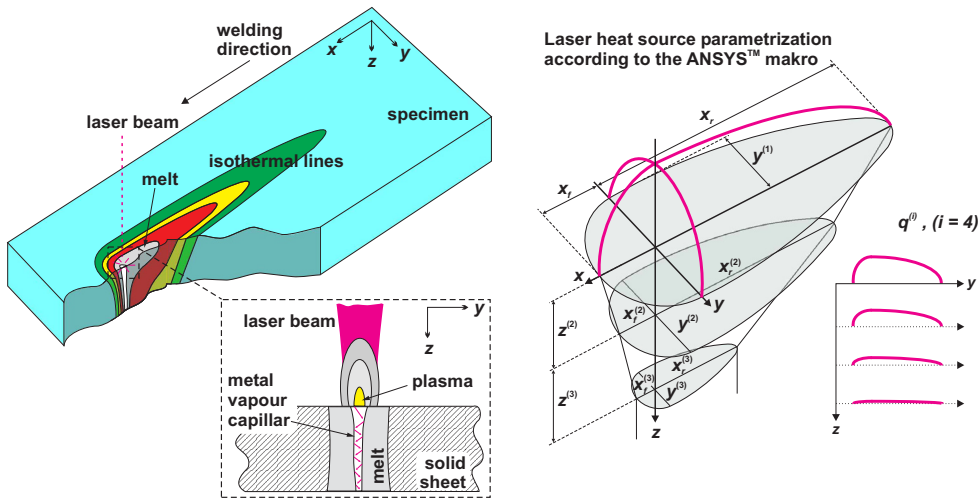 welding
direction
x
z
y
laser beam
specimen
isothermal lines
melt
laser beam
y
z
metal
vapour
capillar
plasma
melt
solid
sheet
Laser heat source parametrization
according to the ANSYS™ makro
x_r
y^(1)
x_f
q^(i) , (i = 4)
x
x_r^(2)
y
y
x_f^(2)
y^(2)
z^(2)
x_r^(3)
x_f^(3)
y^(3)
z^(3)
z
z